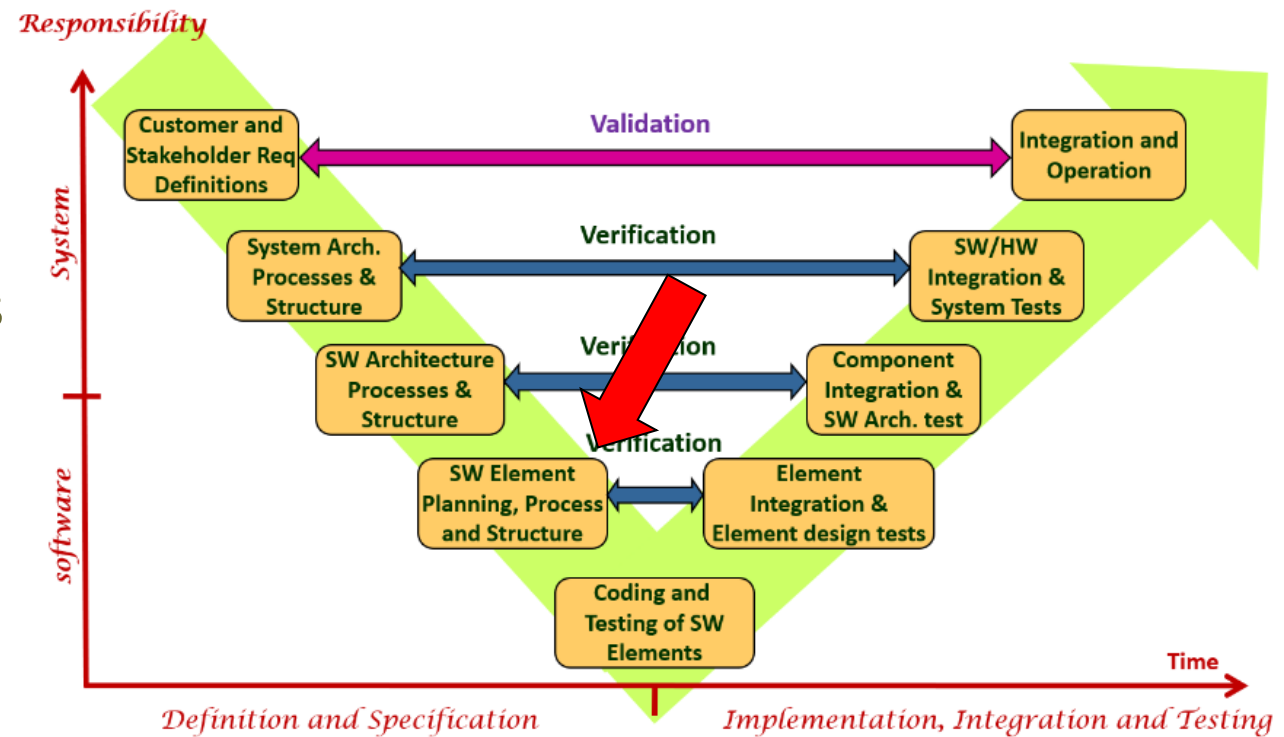 Responsibility
Validation
Customer and
Stakeholder Req
Definitions
Integration and
Operation
System
Verification
System Arch.
Processes &
Structure
SW/HW
Integration &
System Tests
SW Architecture
Processes &
Structure
Component
Integration &
SW Arch. test
software
SW Element
Planning, Process
and Structure
Element
Integration &
Element design tests
Coding and
Testing of SW
Elements
Time
Definition and Specification
Implementation, Integration and Testing